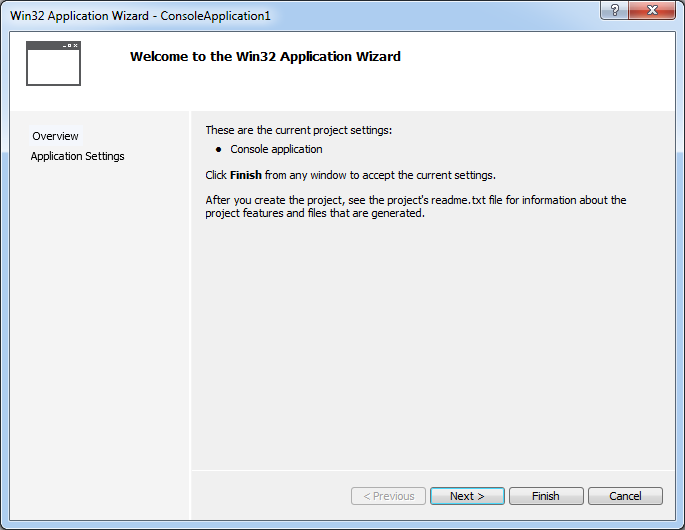 Win32 Application Wizard - ConsoleApplication1
Welcome to the Win32 Application Wizard
Overview
Application Settings
These are the current project settings:
• Console application
Click Finish from any window to accept the current settings.
After you create the project, see the project's readme.txt file for information about the
project features and files that are generated.
< Previous
Next >
Finish
Cancel